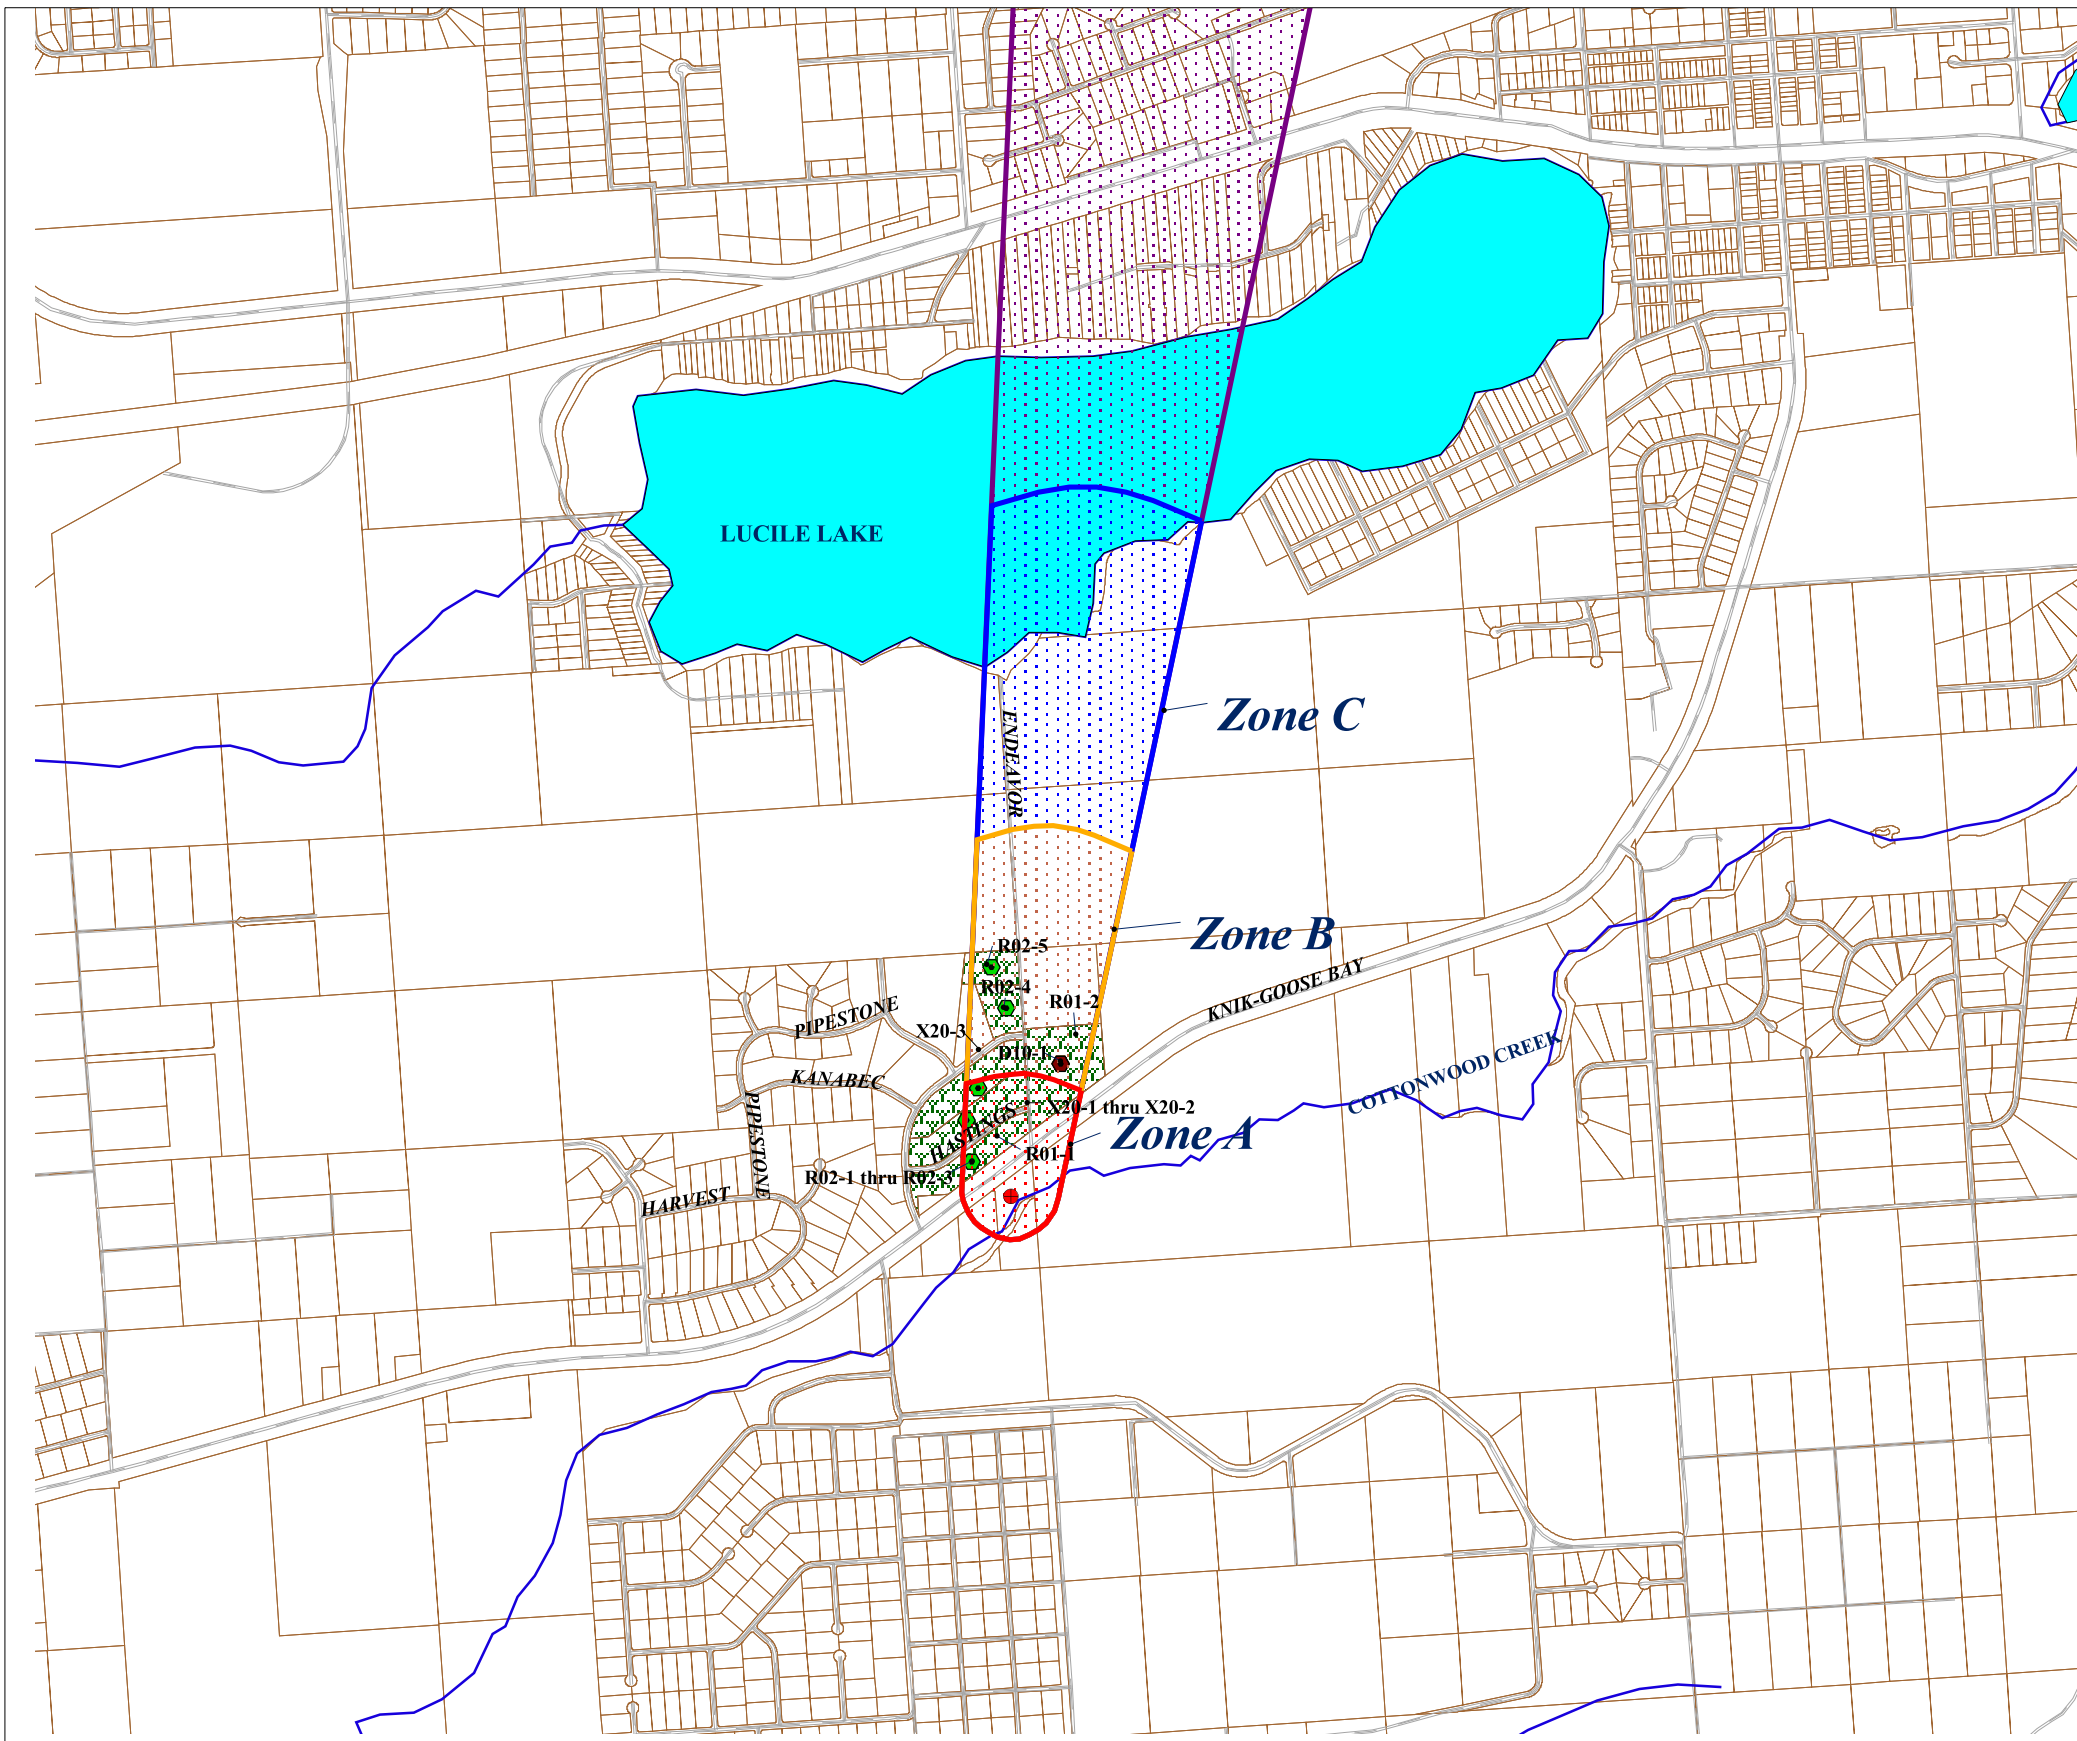 LUCILE LAKE
Zone C
ENDEAVOR
Zone B
R02-5
KNIK-GOOSE BAY
R02-4
R01-2
PIPESTONE
X20-3
D10-1
COTTONWOOD CREEK
KANABEC
X20-1 thru X20-2
HASTINGS
Zone A
PIPESTONE
R01-1
R02-1 thru R02-3
HARVEST